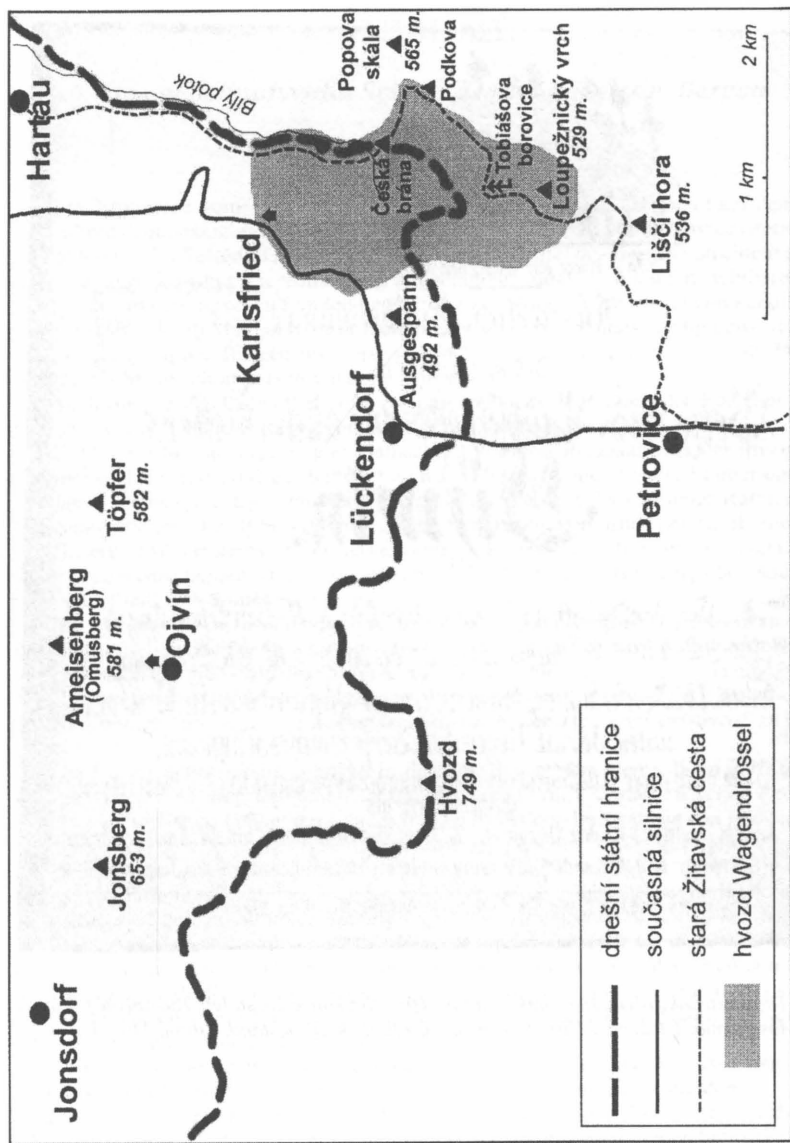 Jonsdorf
Jonsberg
653 m.
Ameisenberg
(Omusberg)
581 m.
Ojvín
Töpfer
582 m.
Hartau
Bílý potok
Karlsfried
Popova
skála
565 m.
Podkova
Česká
brána
Tobiášova
borovice
Loupežnický vrch
529 m.
Lückendorf
Ausgespann
492 m.
Hvozd
749 m.
Liščí hora
536 m.
Petrovice
1 km
2 km
dnešní státní hranice
současná silnice
stará Žitavská cesta
hvozd Wagendrossel